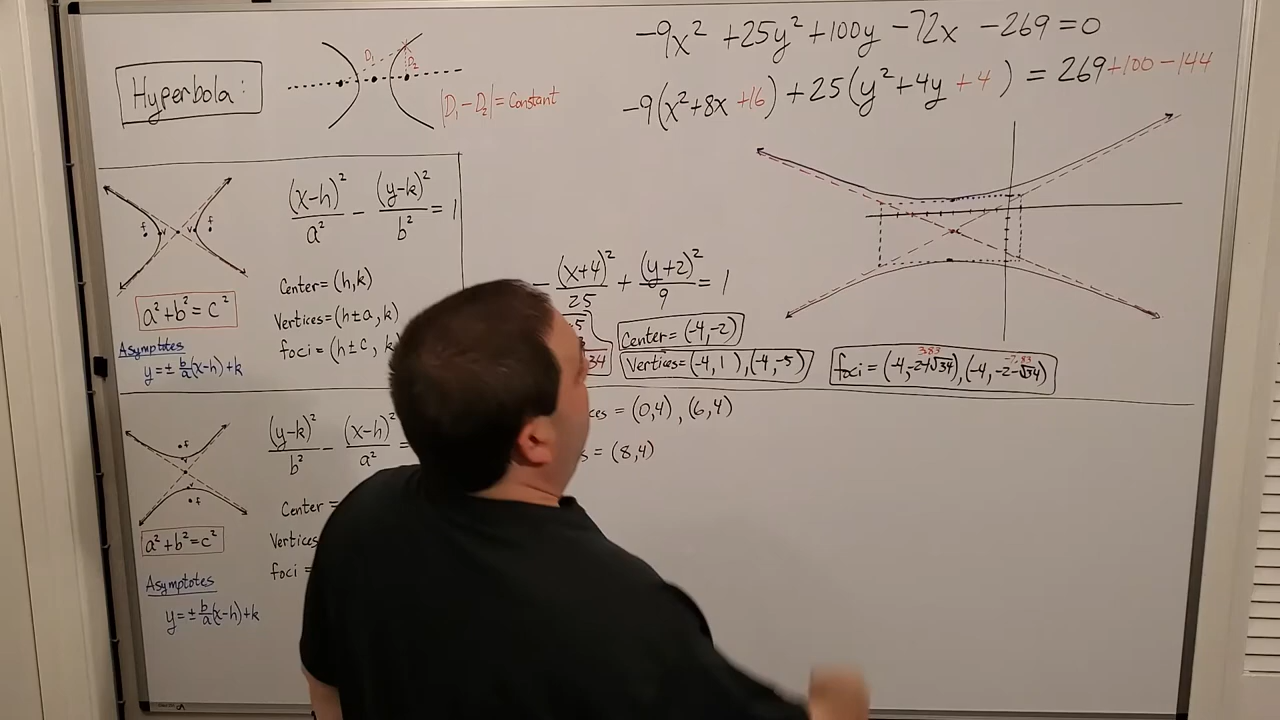 Hyperbola:
D₁
D₂
|D₁ - D₂| = Constant
-9x² +25y² +100y -72x -269 = 0
-9(x²+8x +16) + 25(y²+4y +4) = 269 +100 -144
f v v f
(x-h)²/a² - (y-k)²/b² = 1
a² + b² = c²
Center = (h,k)
Vertices = (h±a, k)
foci = (h±c, k
Asymptotes
y = ± b/a (x-h)+k
- (x+4)²/25 + (y+2)²/9 = 1
34
Center = (-4,-2)
Vertices = (-4, 1), (-4, -5)
3.83 -7.83
foci = (-4, -2+√34), (-4, -2-√34)
f
v
v
f
(y-k)²/b² - (x-h)²/a² =
a² + b² = c²
Center =
Vertices
foci =
Asymptotes
y = ± b/a (x-h)+k
ces = (0,4), (6,4)
s = (8,4)